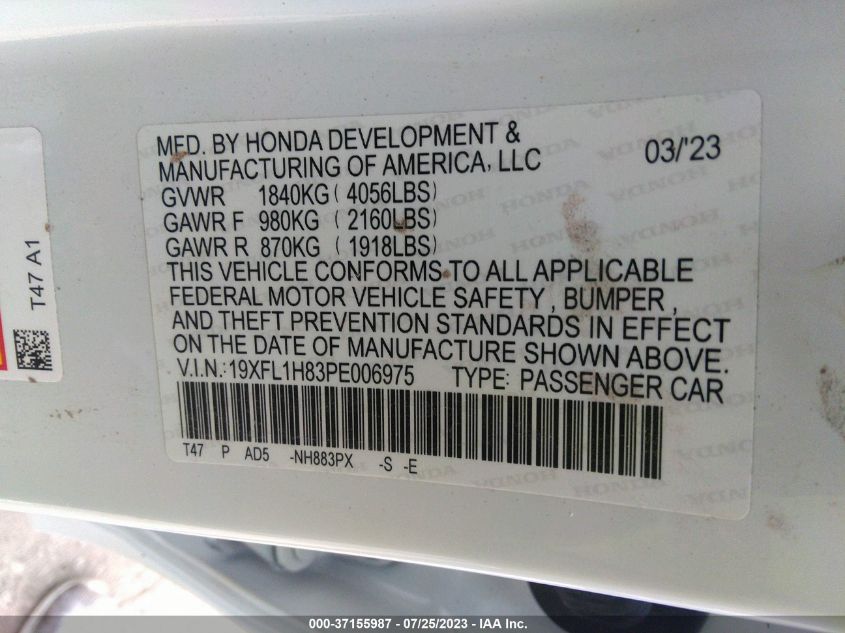 MFD. BY HONDA DEVELOPMENT &
MANUFACTURING OF AMERICA, LLC
03/'23
GVWR 1840KG ( 4056LBS)
GAWR F 980KG ( 2160LBS)
GAWR R 870KG ( 1918LBS)
THIS VEHICLE CONFORMS TO ALL APPLICABLE
FEDERAL MOTOR VEHICLE SAFETY , BUMPER ,
AND THEFT PREVENTION STANDARDS IN EFFECT
ON THE DATE OF MANUFACTURE SHOWN ABOVE.
V.I.N.:19XFL1H83PE006975 TYPE: PASSENGER CAR
T47 P AD5 -NH883PX -S -E
T47 A1
HONDA HONDA HONDA
000-37155987 / 07/25/2023 - © IAA Inc.